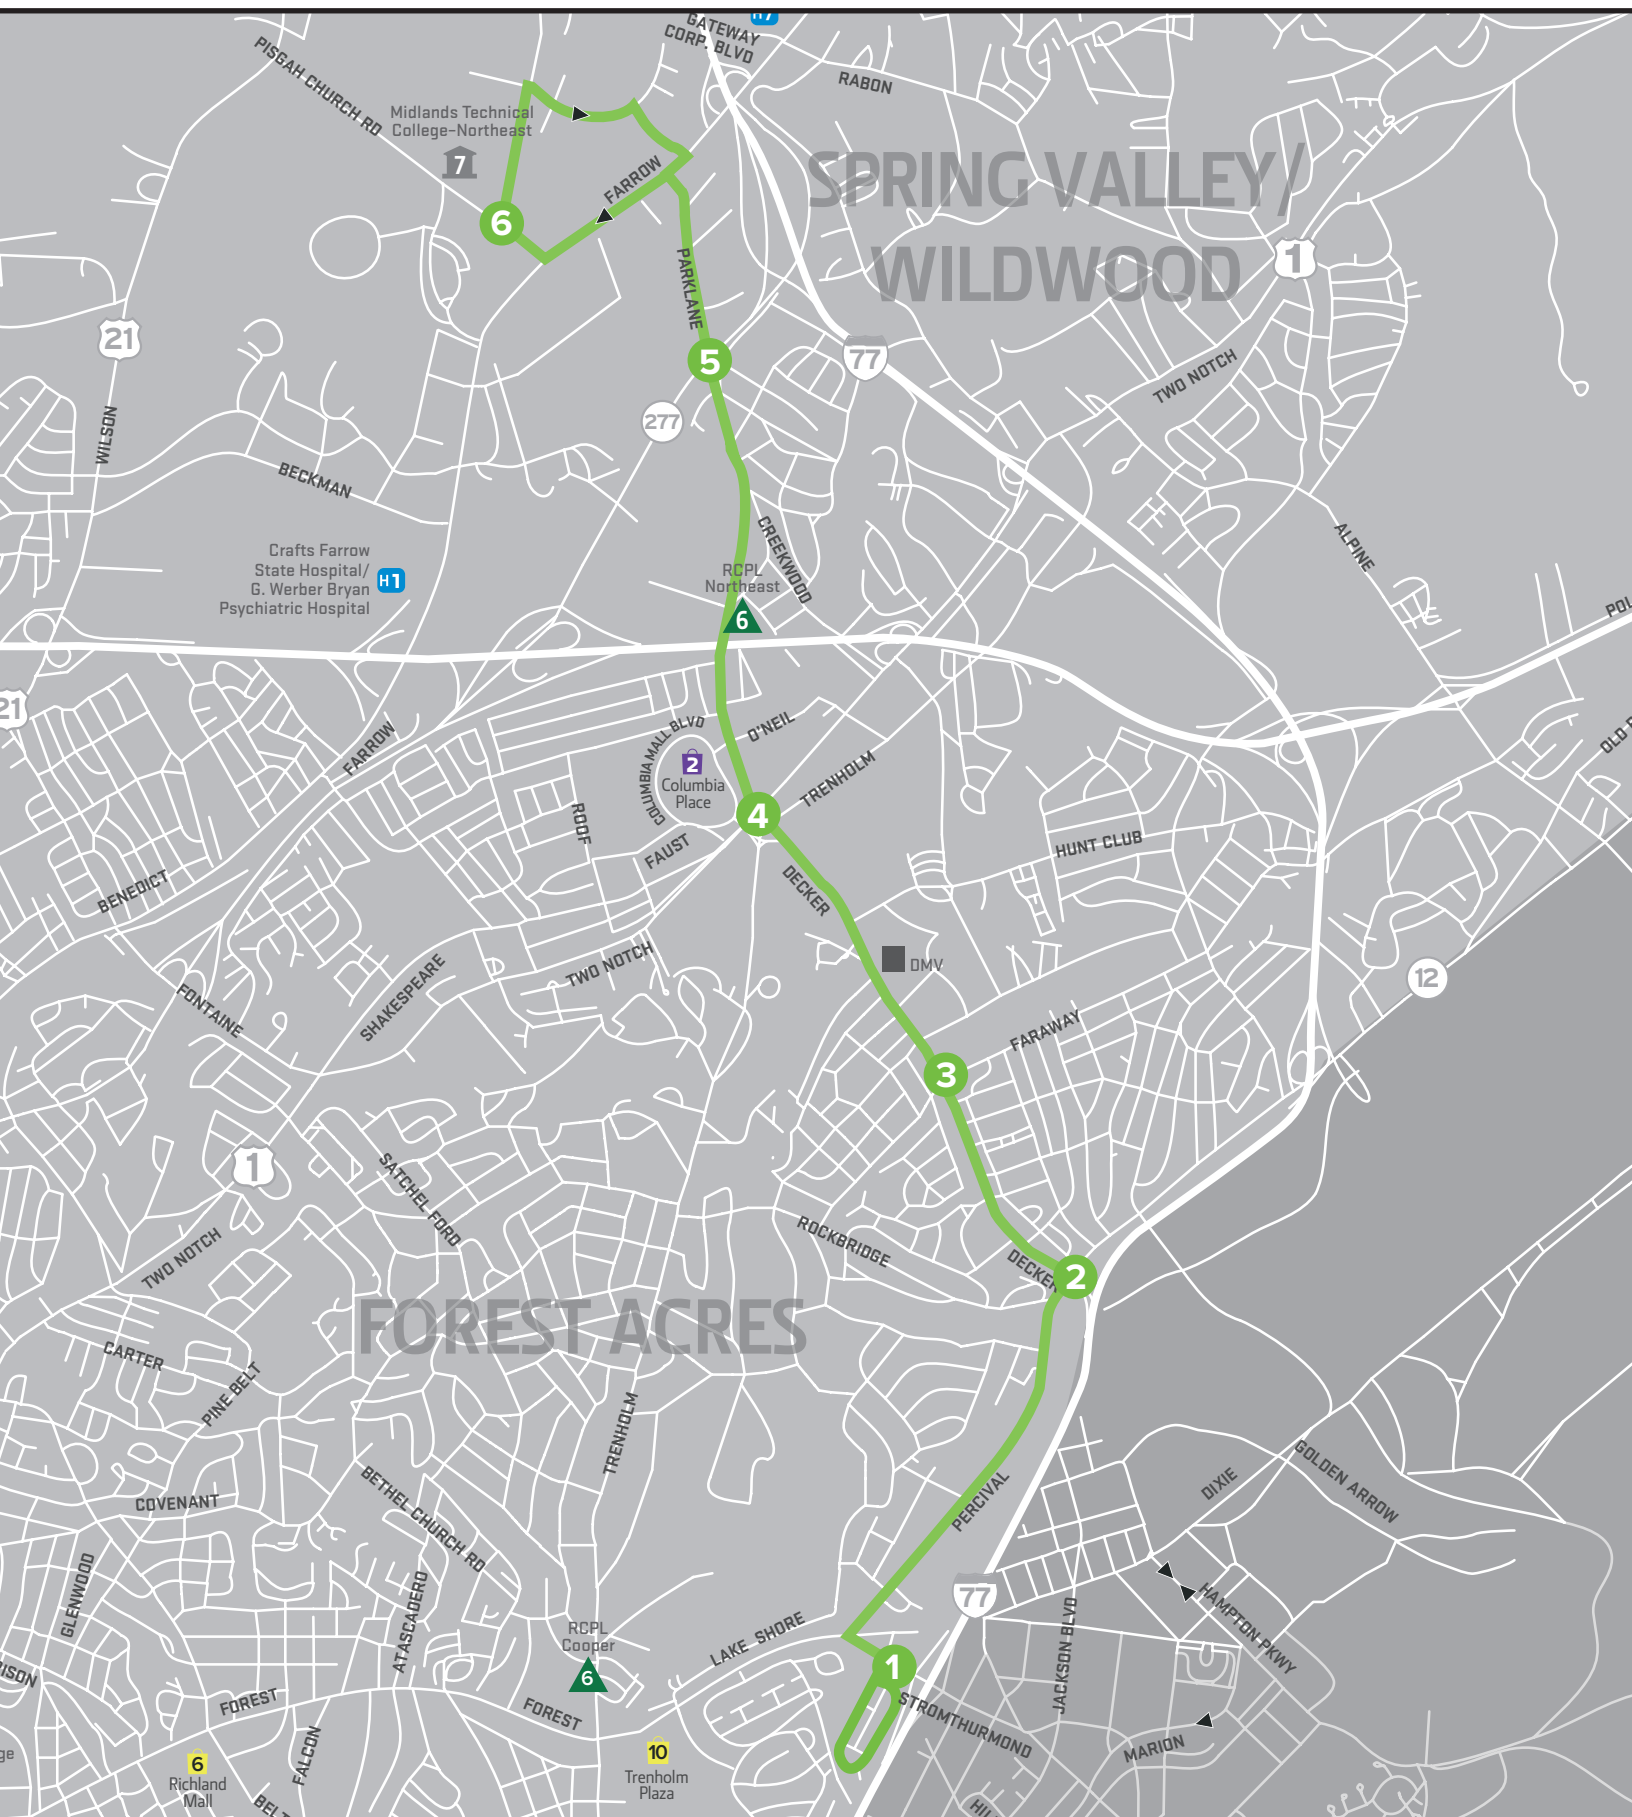 GATEWAY
CORP. BLVD
PISGAH CHURCH RD
RABON
Midlands Technical
College-Northeast
7
FARROW
SPRING VALLEY/
WILDWOOD
6
1
PARKLANE
21
5
77
TWO NOTCH
277
WILSON
BECKMAN
CREEKWOOD
ALPINE
Crafts Farrow
State Hospital/
G. Werber Bryan
Psychiatric Hospital
H1
RCPL
Northeast
6
21
FARROW
COLUMBIA MALL BLVD
O'NEIL
2
Columbia
Place
TRENHOLM
4
ROOF
FAUST
HUNT CLUB
DECKER
BENEDICT
TWO NOTCH
DMV
12
SHAKESPEARE
FONTAINE
FARAWAY
3
1
SATCHEL FORD
ROCKBRIDGE
TWO NOTCH
DECKER
2
FOREST ACRES
CARTER
PINE BELT
TRENHOLM
GOLDEN ARROW
DIXIE
BETHEL CHURCH RD
COVENANT
PERCIVAL
GLENWOOD
ATASCADERO
77
HAMPTON PKWY
JACKSON BLVD
RCPL
Cooper
6
LAKE SHORE
1
STROMTHURMOND
FOREST
FOREST
MARION
FALCON
6
Richland
Mall
10
Trenholm
Plaza